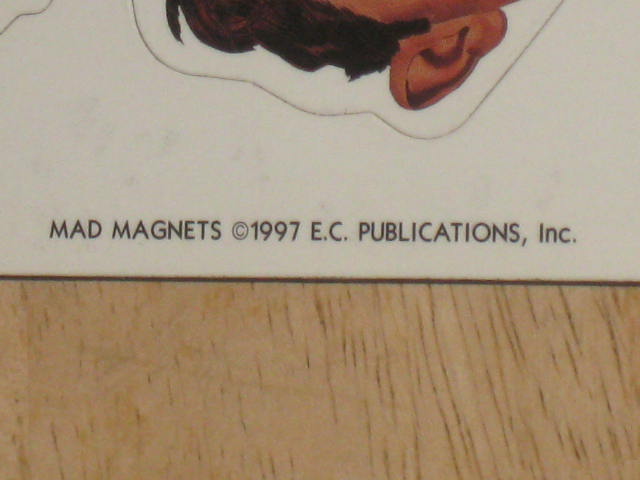 MAD MAGNETS ©1997 E.C. PUBLICATIONS, Inc.